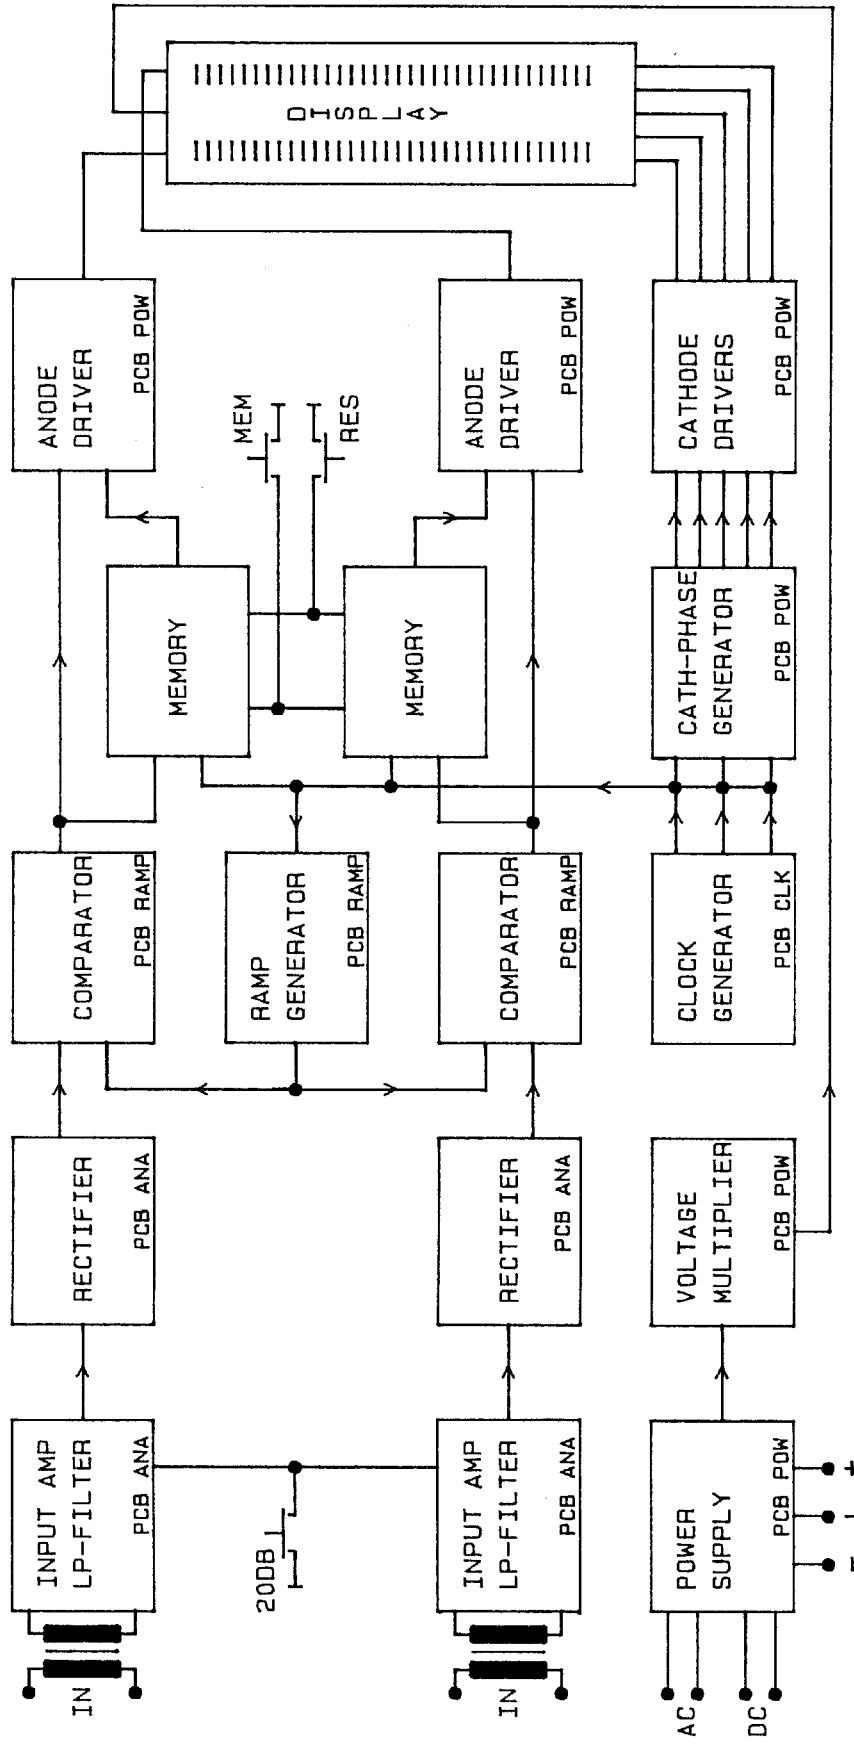 IN
INPUT AMP
LP-FILTER
PCB ANA
RECTIFIER
PCB ANA
COMPARATOR
PCB RAMP
ANODE
DRIVER
PCB POW
MEMORY
20DB
RAMP
GENERATOR
PCB RAMP
MEM
RES
DISPLAY
MEMORY
IN
INPUT AMP
LP-FILTER
PCB ANA
RECTIFIER
PCB ANA
COMPARATOR
PCB RAMP
ANODE
DRIVER
PCB POW
AC
DC
POWER
SUPPLY
PCB POW
VOLTAGE
MULTIPLIER
PCB POW
CLOCK
GENERATOR
PCB CLK
CATH-PHASE
GENERATOR
PCB POW
CATHODE
DRIVERS
PCB POW